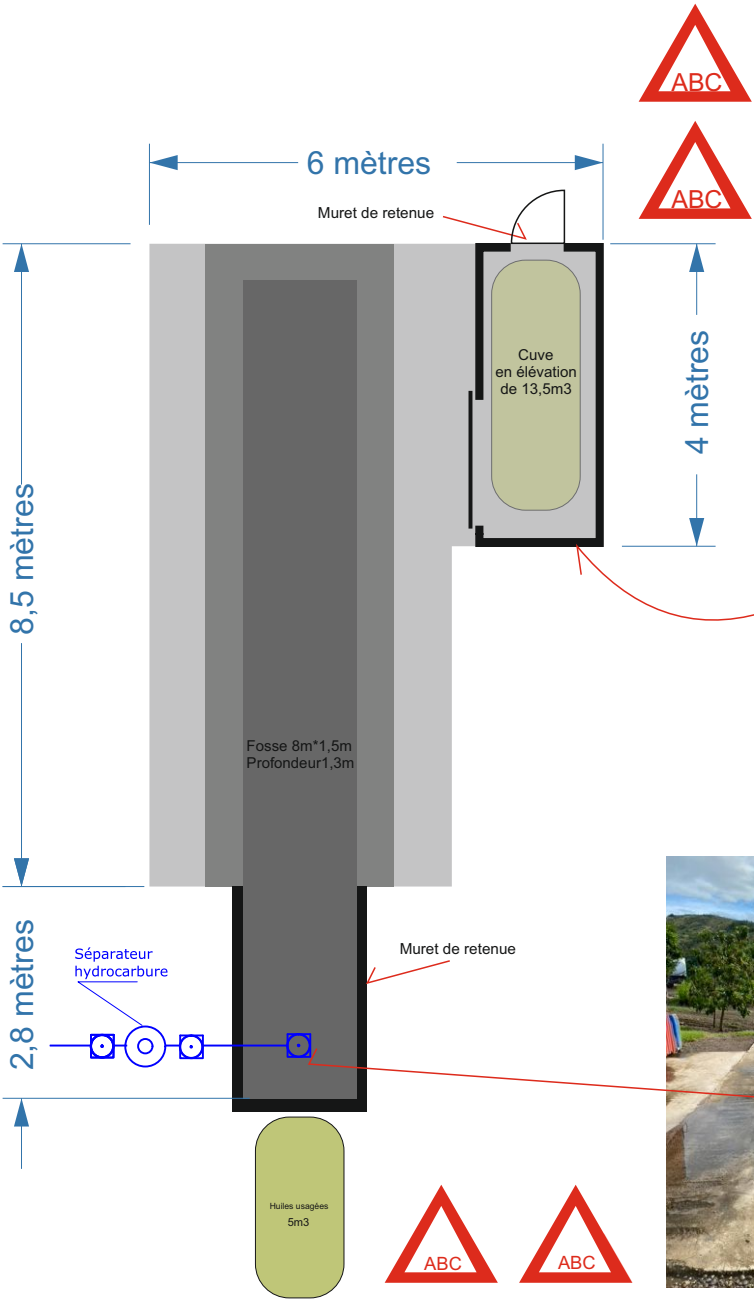 ABC
ABC
6 mètres
Muret de retenue
Cuve
en élévation
de 13,5m3
4 mètres
8,5 mètres
Fosse 8m*1,5m
Profondeur1,3m
Muret de retenue
Séparateur
hydrocarbure
2,8 mètres
Huiles usagées
5m3
ABC
ABC